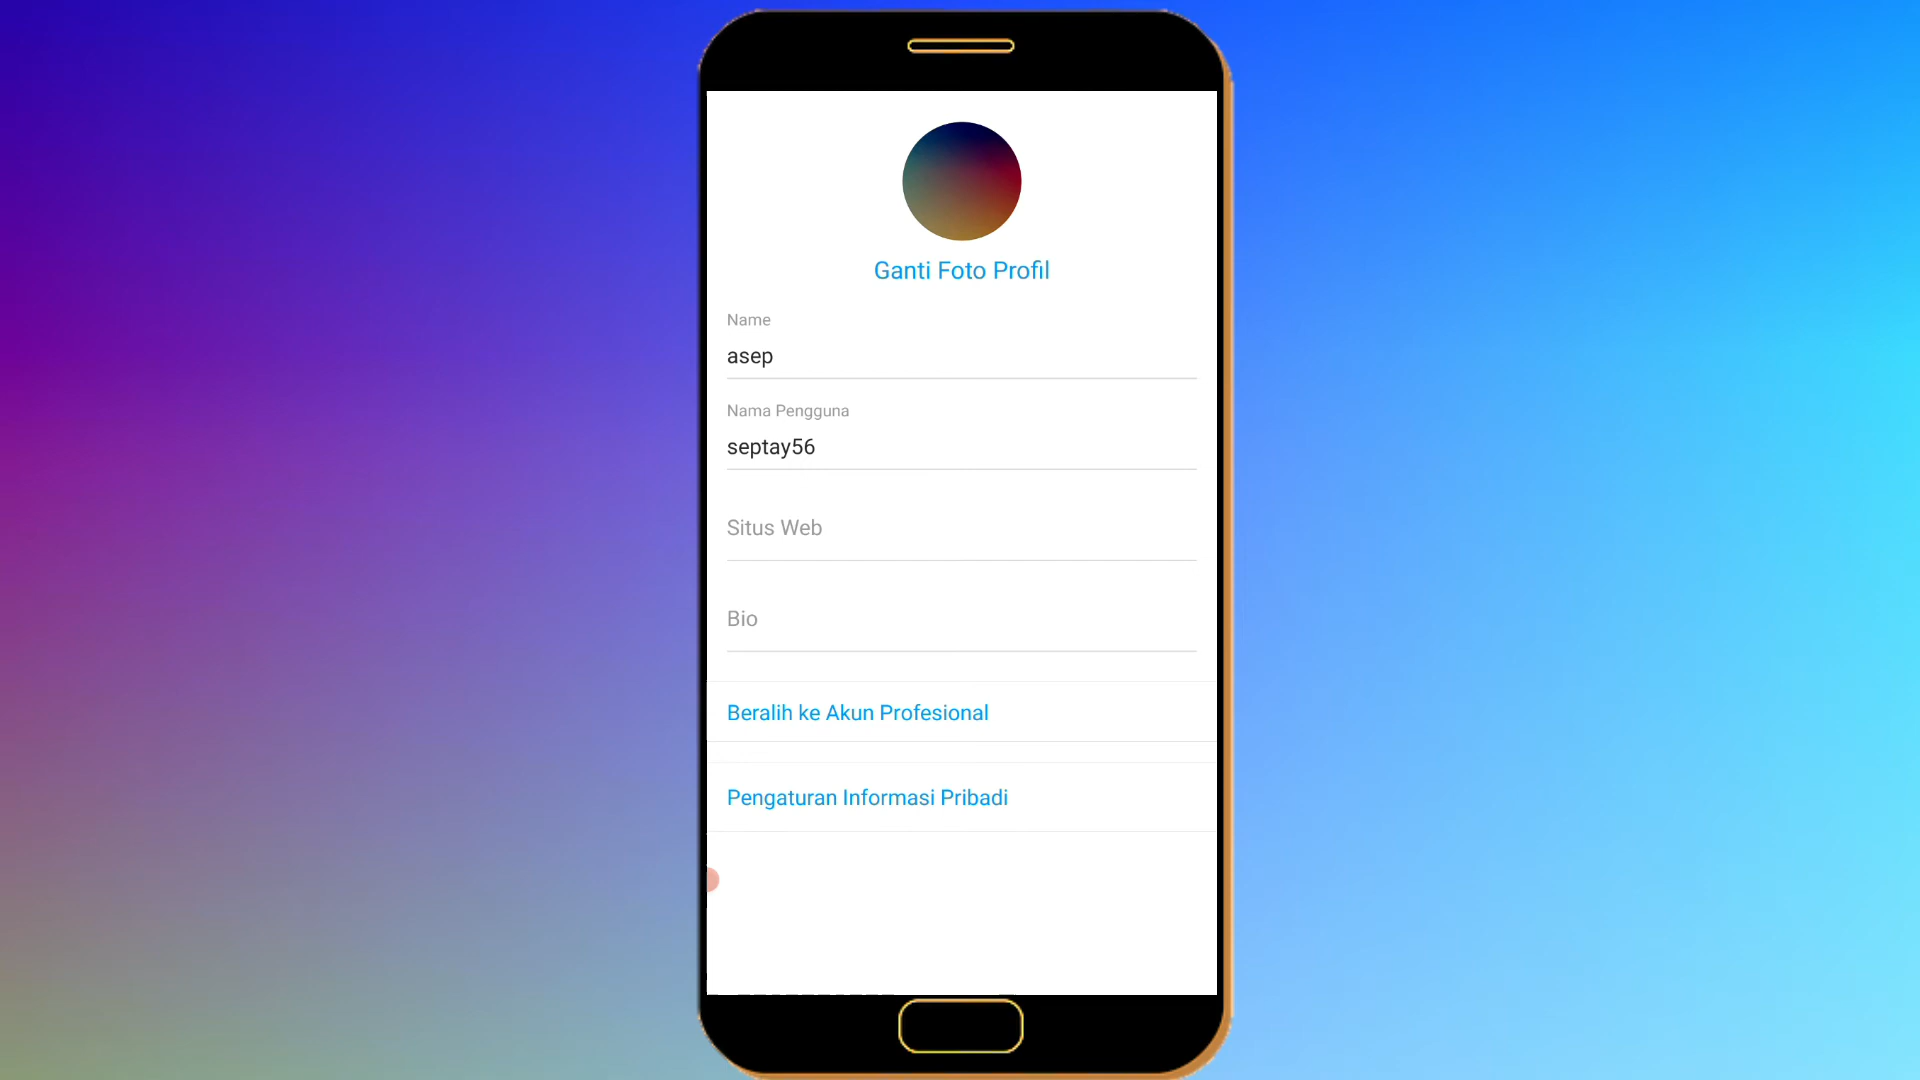 Ganti Foto Profil
Name
asep
Nama Pengguna
septay56
Situs Web
Bio
Beralih ke Akun Profesional
Pengaturan Informasi Pribadi